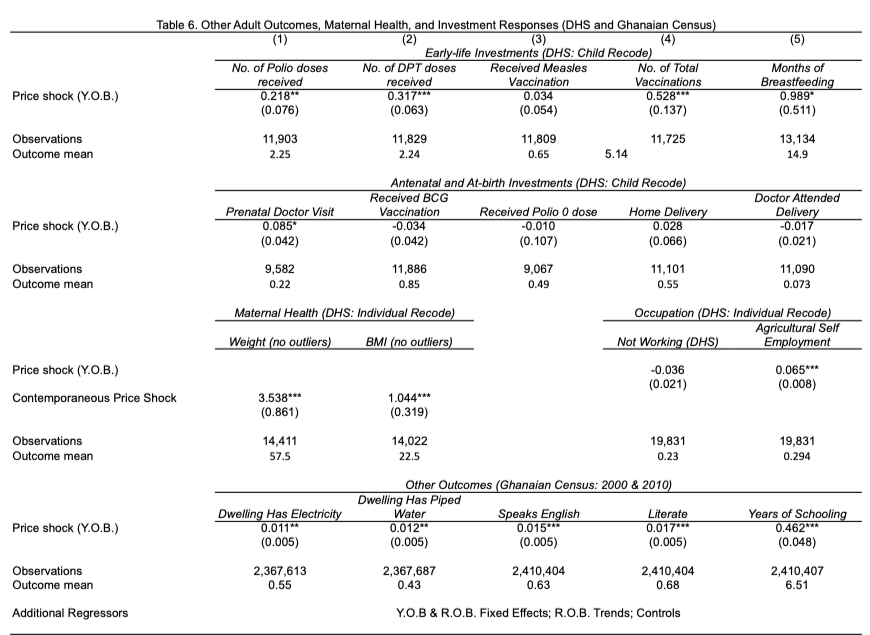 Table 6. Other Adult Outcomes, Maternal Health, and Investment Responses (DHS and Ghanaian Census)
(1) (2) (3) (4) (5)
Early-life Investments (DHS: Child Recode)
No. of Polio doses received No. of DPT doses received Received Measles Vaccination No. of Total Vaccinations Months of Breastfeeding
Price shock (Y.O.B.) 0.218** 0.317*** 0.034 0.528*** 0.989*
(0.076) (0.063) (0.054) (0.137) (0.511)
Observations 11,903 11,829 11,809 11,725 13,134
Outcome mean 2.25 2.24 0.65 5.14 14.9
Antenatal and At-birth Investments (DHS: Child Recode)
Prenatal Doctor Visit Received BCG Vaccination Received Polio 0 dose Home Delivery Doctor Attended Delivery
Price shock (Y.O.B.) 0.085* -0.034 -0.010 0.028 -0.017
(0.042) (0.042) (0.107) (0.066) (0.021)
Observations 9,582 11,886 9,067 11,101 11,090
Outcome mean 0.22 0.85 0.49 0.55 0.073
Maternal Health (DHS: Individual Recode) Occupation (DHS: Individual Recode)
Weight (no outliers) BMI (no outliers) Not Working (DHS) Agricultural Self Employment
Price shock (Y.O.B.) -0.036 0.065***
(0.021) (0.008)
Contemporaneous Price Shock 3.538*** 1.044***
(0.861) (0.319)
Observations 14,411 14,022 19,831 19,831
Outcome mean 57.5 22.5 0.23 0.294
Other Outcomes (Ghanaian Census: 2000 & 2010)
Dwelling Has Electricity Dwelling Has Piped Water Speaks English Literate Years of Schooling
Price shock (Y.O.B.) 0.011** 0.012** 0.015*** 0.017*** 0.462***
(0.005) (0.005) (0.005) (0.005) (0.048)
Observations 2,367,613 2,367,687 2,410,404 2,410,404 2,410,407
Outcome mean 0.55 0.43 0.63 0.68 6.51
Additional Regressors Y.O.B & R.O.B. Fixed Effects; R.O.B. Trends; Controls